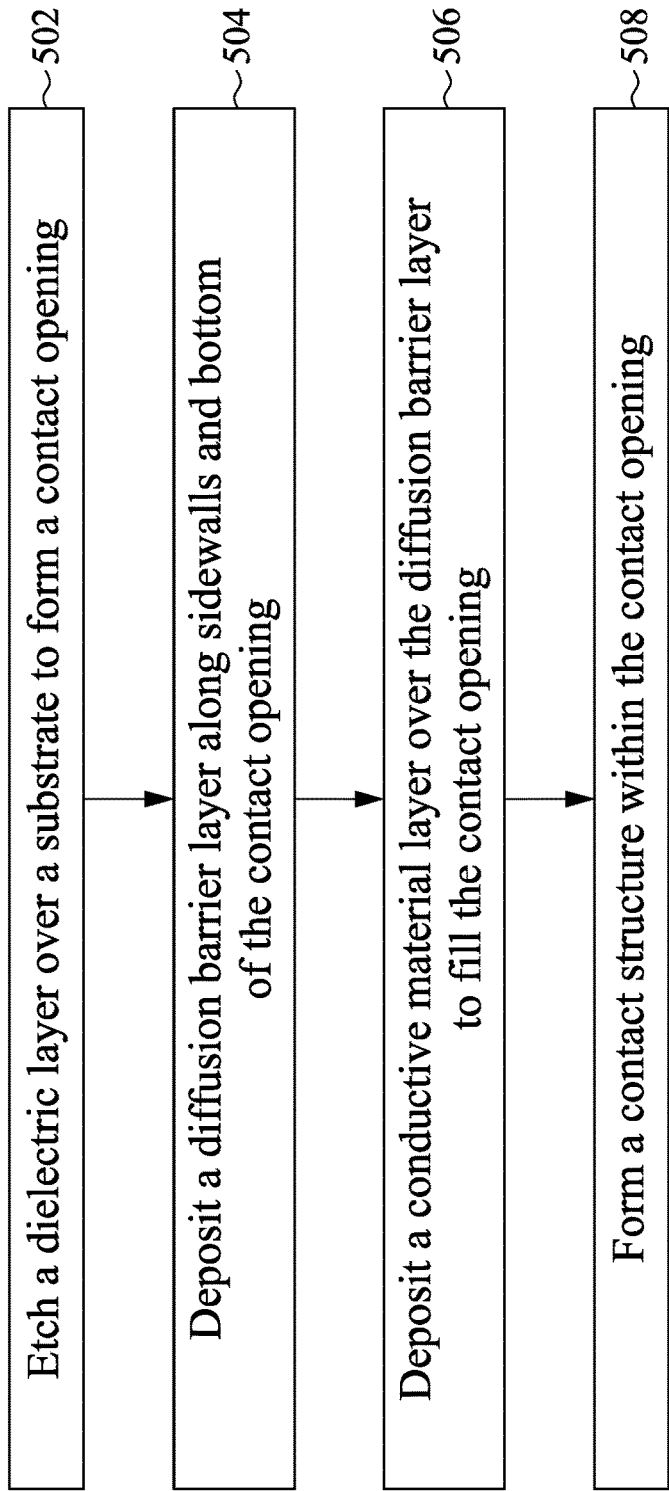 Etch a dielectric layer over a substrate to form a contact opening
502
Deposit a diffusion barrier layer along sidewalls and bottom
of the contact opening
504
Deposit a conductive material layer over the diffusion barrier layer
to fill the contact opening
506
Form a contact structure within the contact opening
508